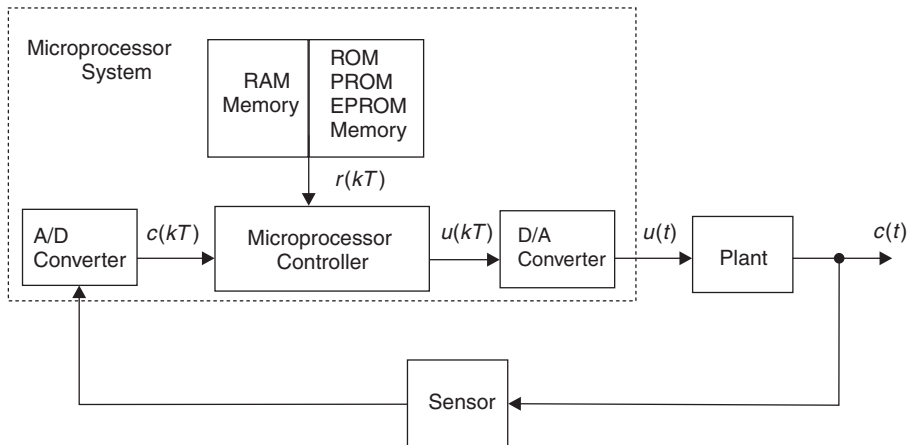 Microprocessor
System
RAM
Memory
ROM
PROM
EPROM
Memory
r(kT)
A/D
Converter
c(kT)
Microprocessor
Controller
u(kT)
D/A
Converter
u(t)
Plant
c(t)
Sensor